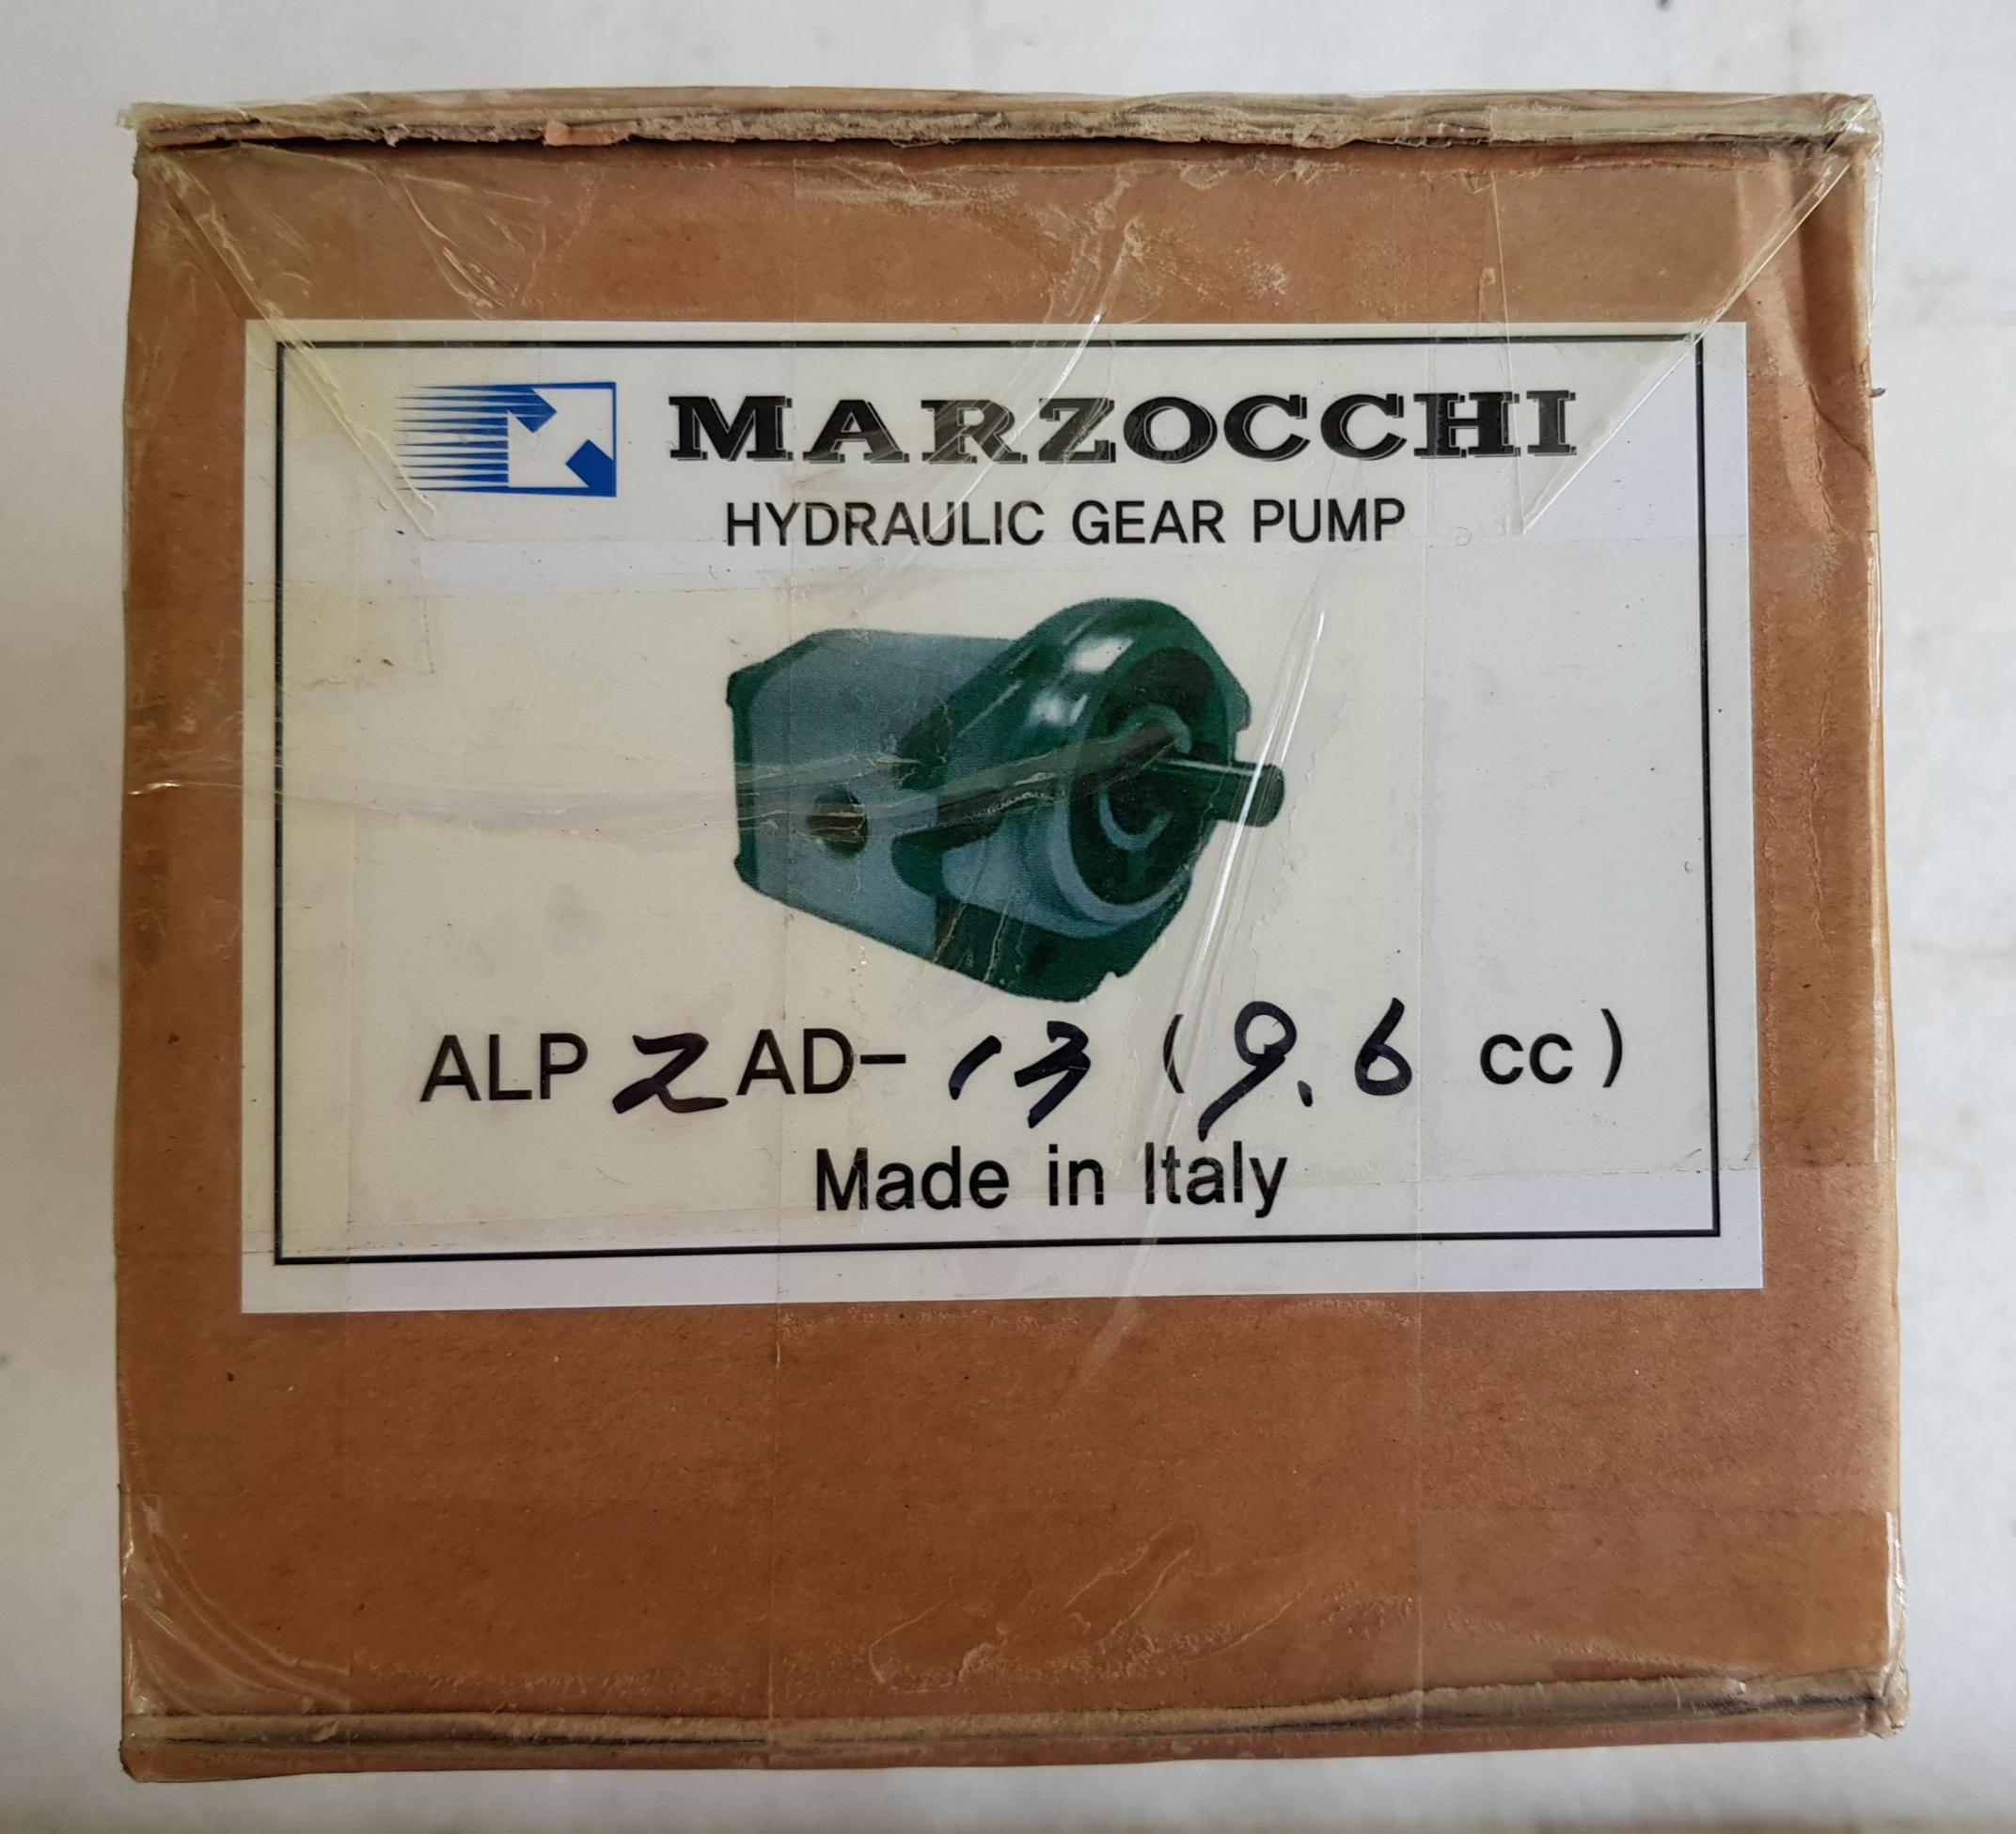 MARZOCCHI
HYDRAULIC GEAR PUMP
ALP 2 AD- 13 (9.6 cc)
Made in Italy